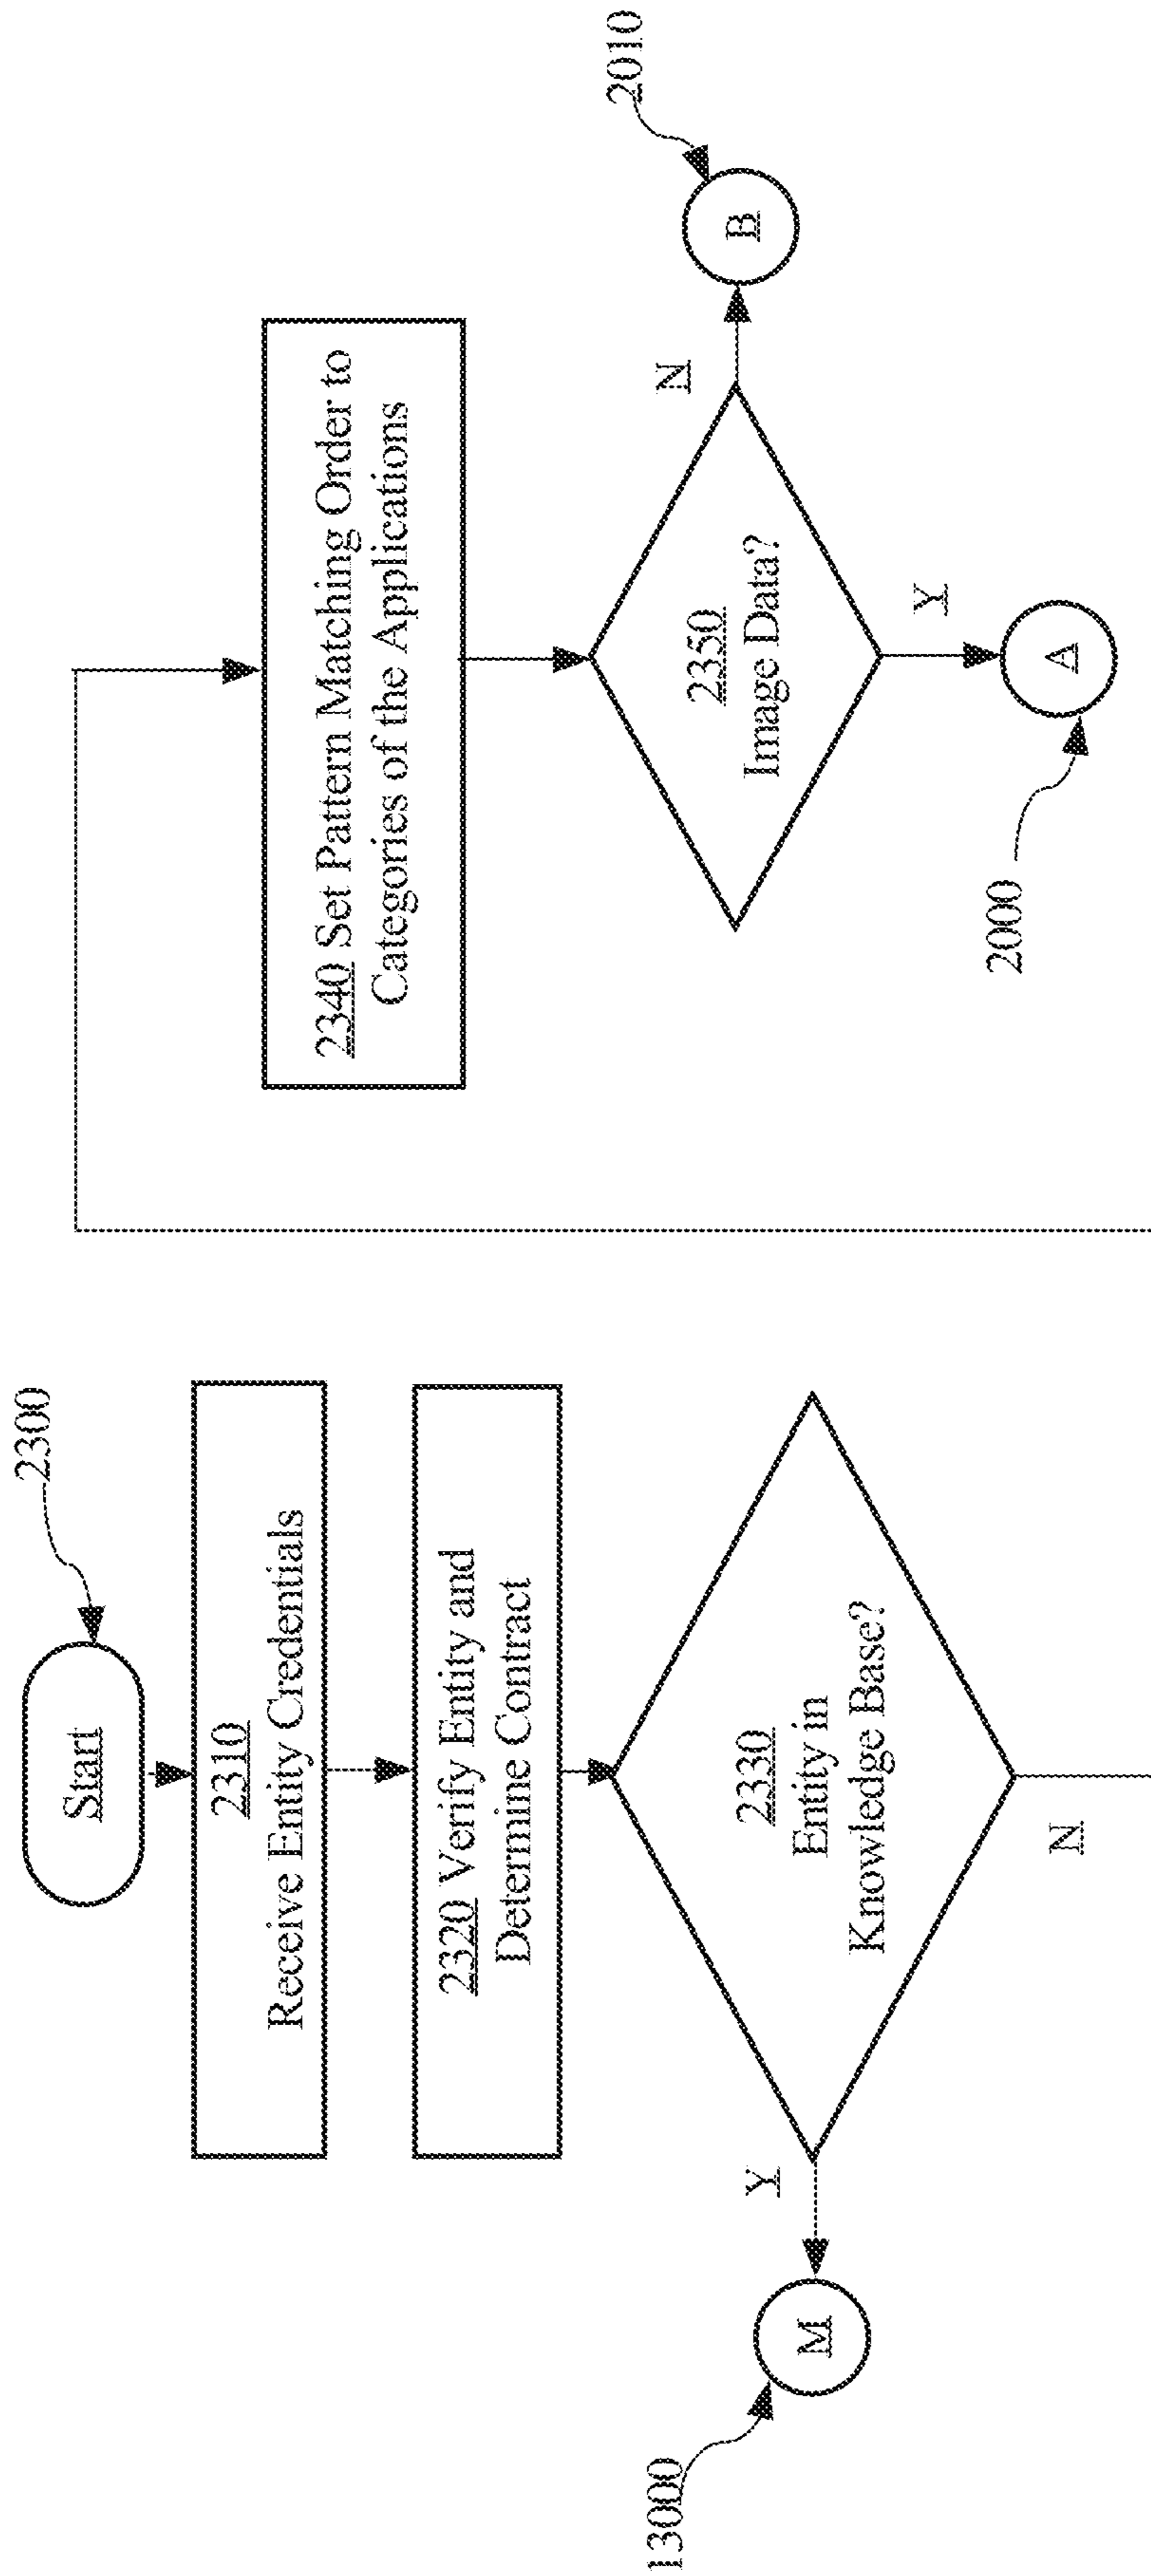 2300
Start
2310
Receive Entity Credentials
2320 Verify Entity and
Determine Contract
2330
Entity in
Knowledge Base?
Y
N
M
13000
2340 Set Pattern Matching Order to
Categories of the Applications
2350
Image Data?
N
B
2010
Y
A
2000